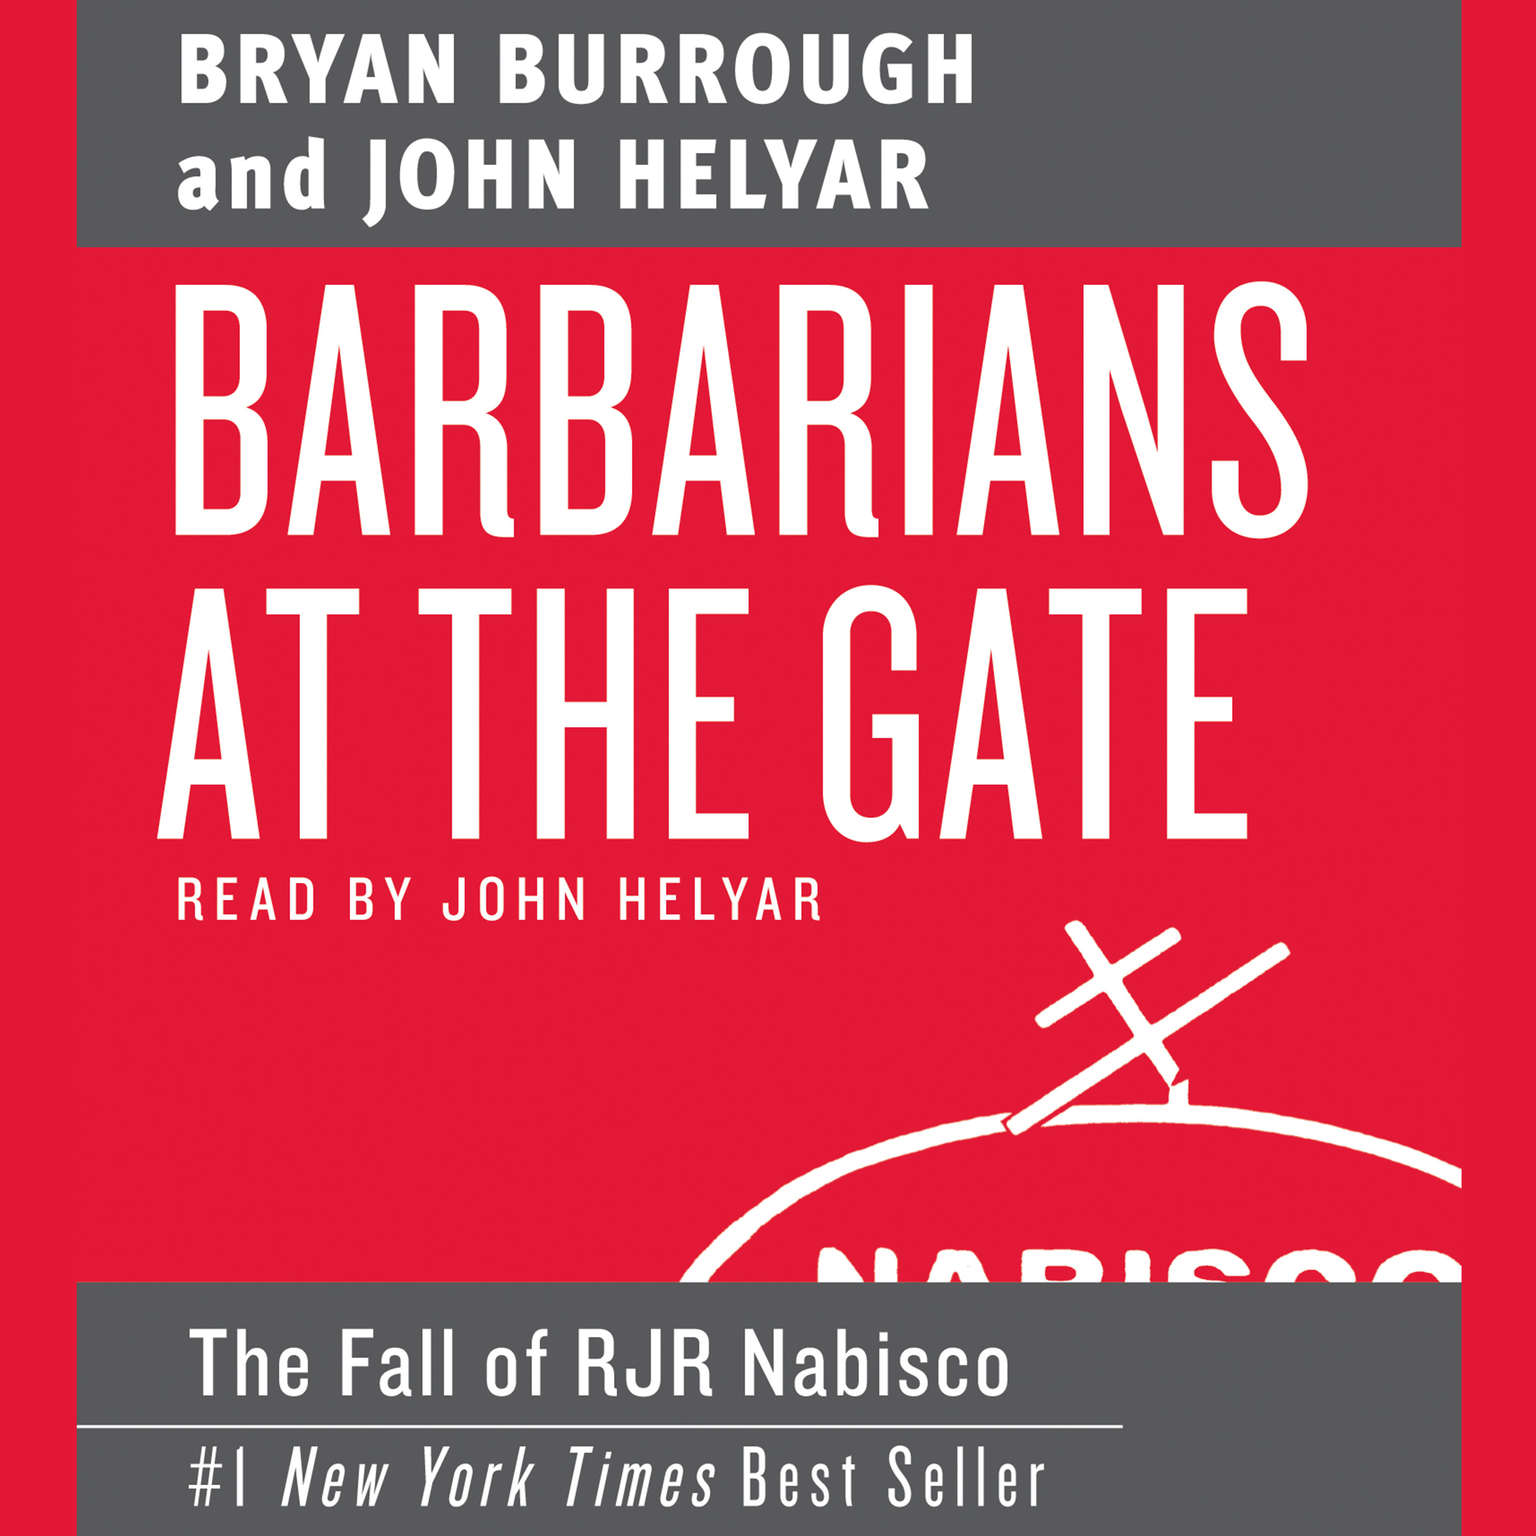 BRYAN BURROUGH
and JOHN HELYAR
BARBARIANS
AT THE GATE
READ BY JOHN HELYAR
NABISCO
The Fall of RJR Nabisco
#1 New York Times Best Seller